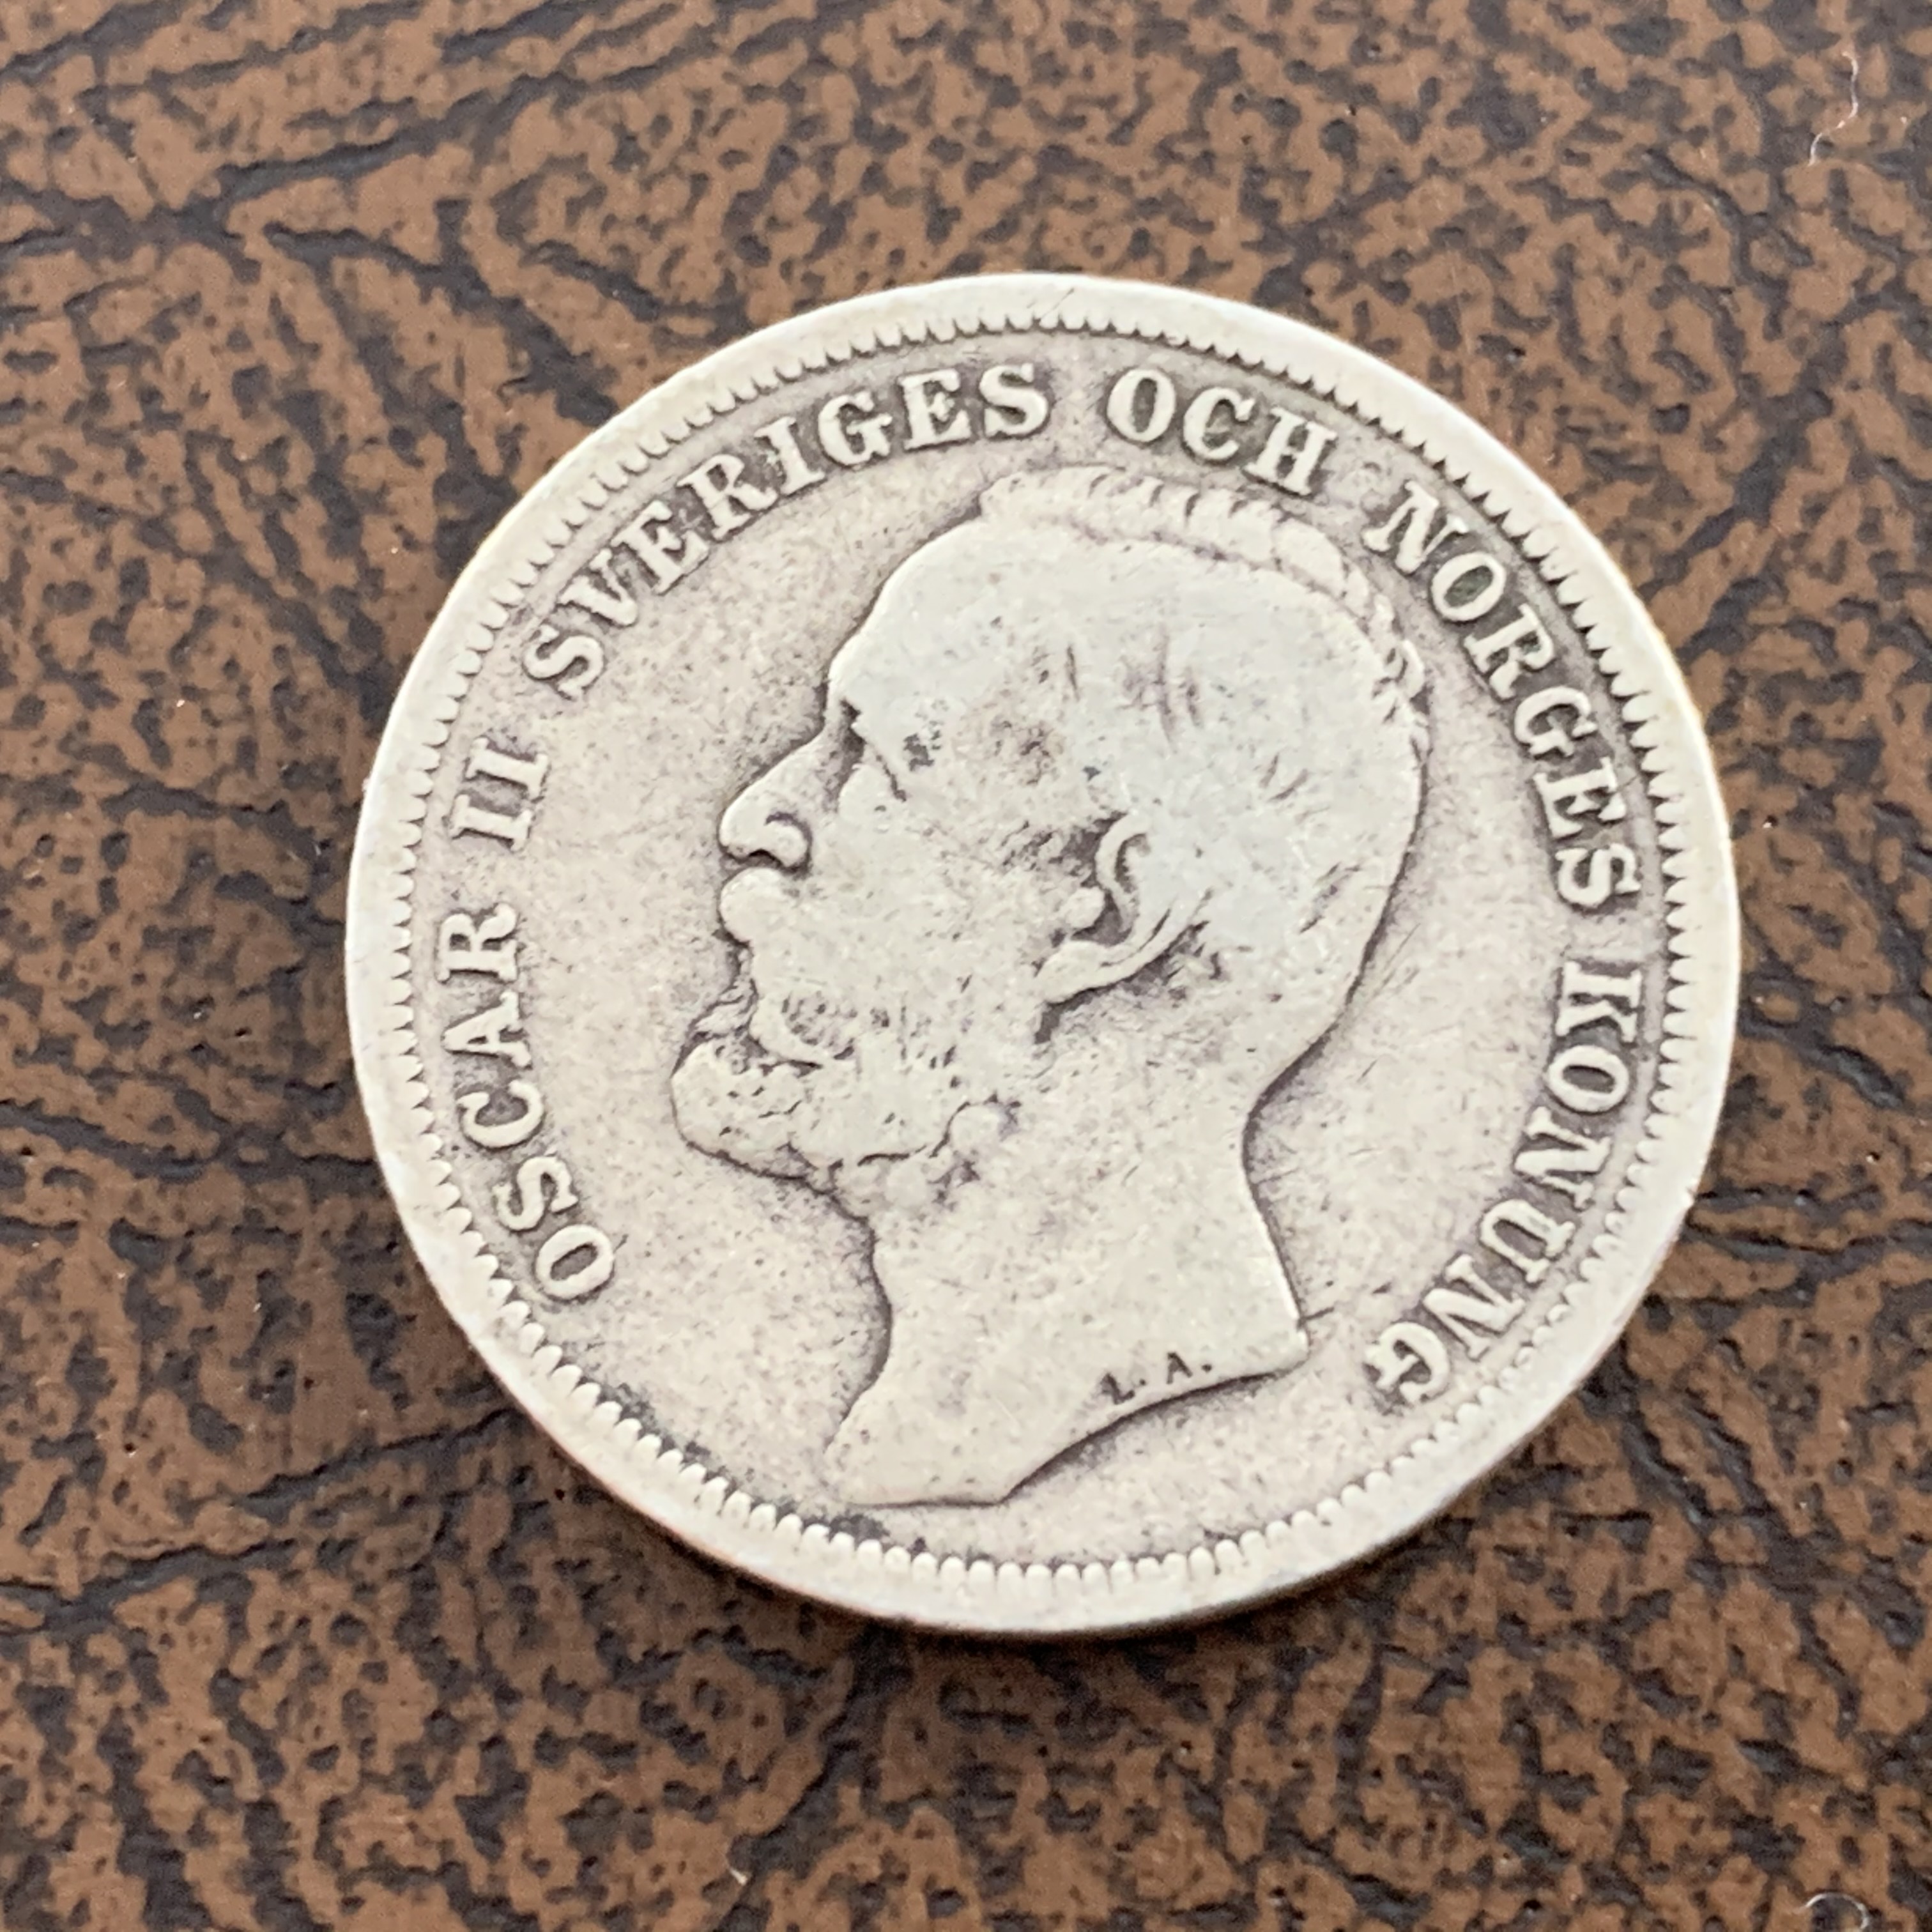 OSCAR II SVERIGES OCH NORGES KONUNG
L. A.